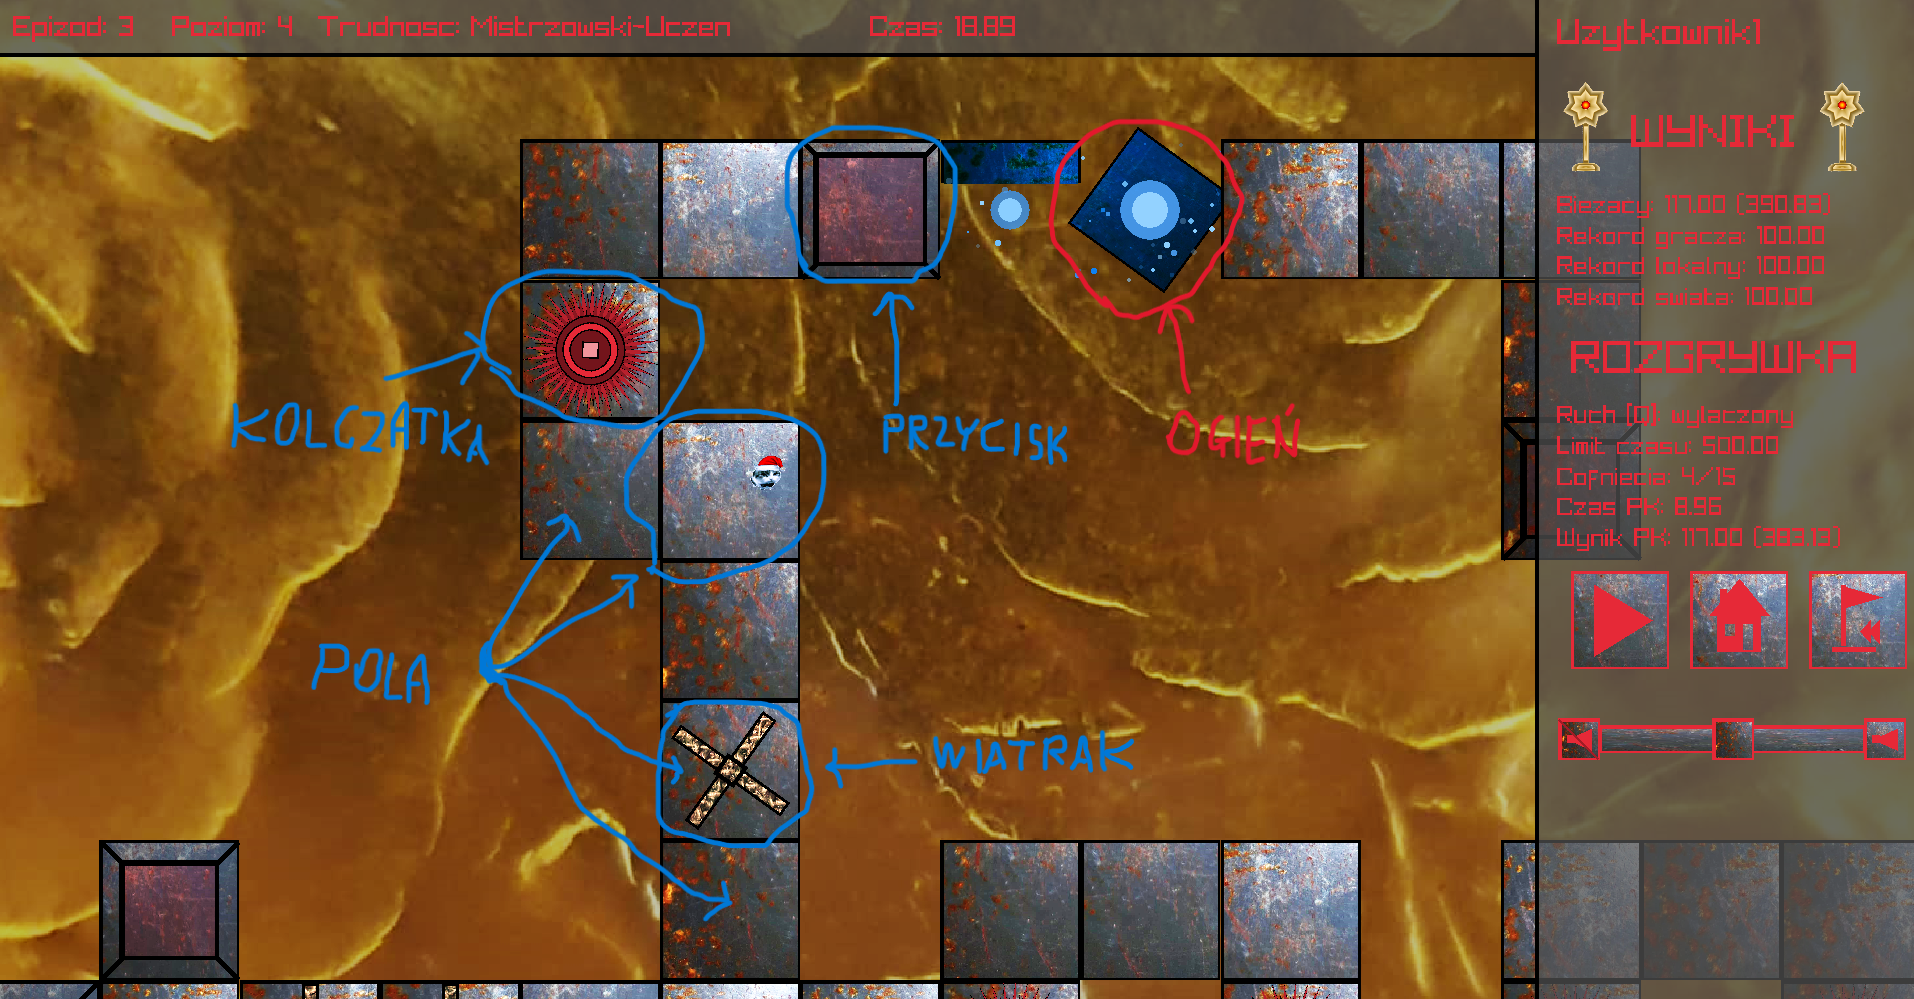 Epizod: 3 Poziom: 4 Trudnosc: Mistrzowski-Uczen Czas: 18.89
Uzytkownik1
WYNIKI
Biezacy: 117.00 (390.83)
Rekord gracza: 100.00
Rekord lokalny: 100.00
Rekord swiata: 100.00
ROZGRYWKA
Ruch (Q): wylaczony
Limit czasu: 500.00
Cofniecia: 4/15
Czas PK: 8.96
Wynik PK: 117.00 (383.13)
KOLCZATKA
PRZYCISK
OGIEŃ
POLA
WIATRAK